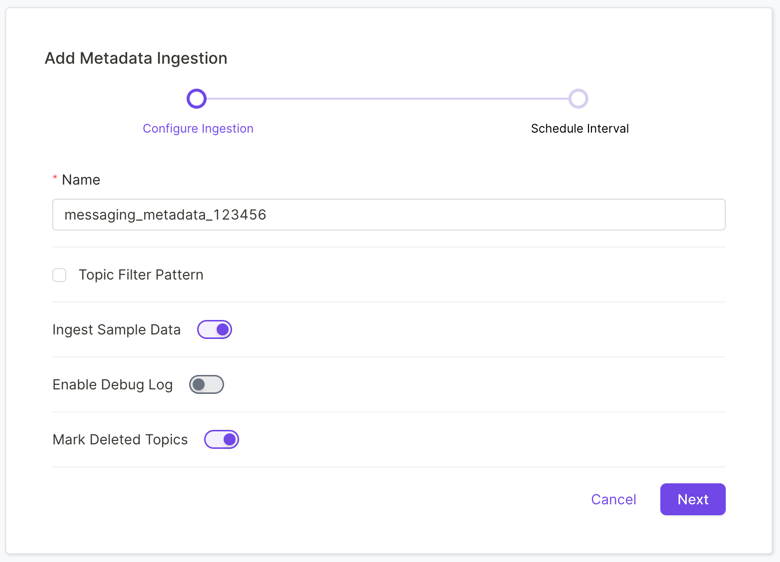 Add Metadata Ingestion
Configure Ingestion
Schedule Interval
* Name
messaging_metadata_123456
Topic Filter Pattern
Ingest Sample Data
Enable Debug Log
Mark Deleted Topics
Cancel
Next